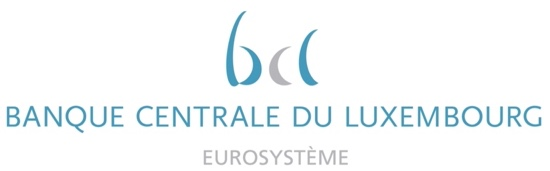 bcl
BANQUE CENTRALE DU LUXEMBOURG
EUROSYSTÈME